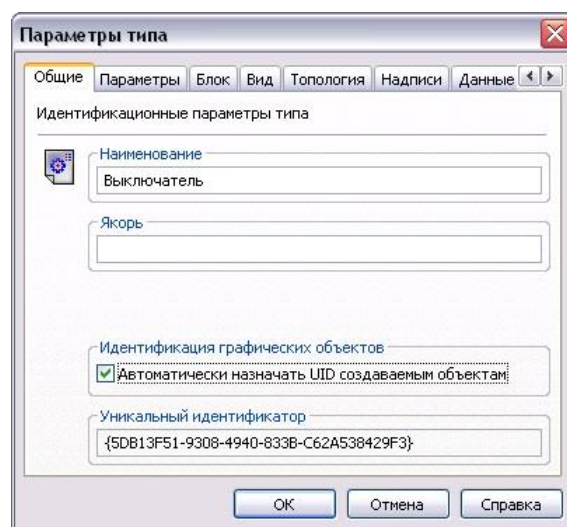 Параметры типа
Общие Параметры Блок Вид Топология Надписи Данные
Идентификационные параметры типа
Наименование
Выключатель
Якорь
Идентификация графических объектов
Автоматически назначать UID создаваемым объектам
Уникальный идентификатор
{5DB13F51-9308-4940-833B-C62A538429F3}
ОК Отмена Справка